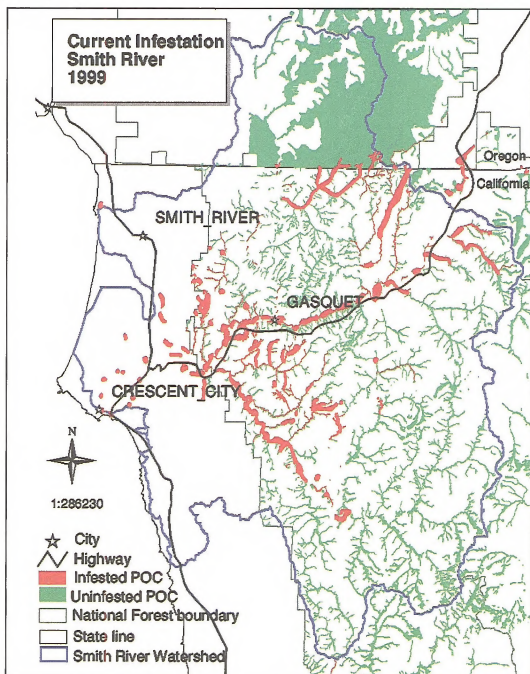 Current Infestation
Smith River
1999
Oregon
California
SMITH RIVER
GASQUET
CRESCENT CITY
N
1:286230
City
Highway
Infested POC
Uninfested POC
National Forest boundary
State line
Smith River Watershed